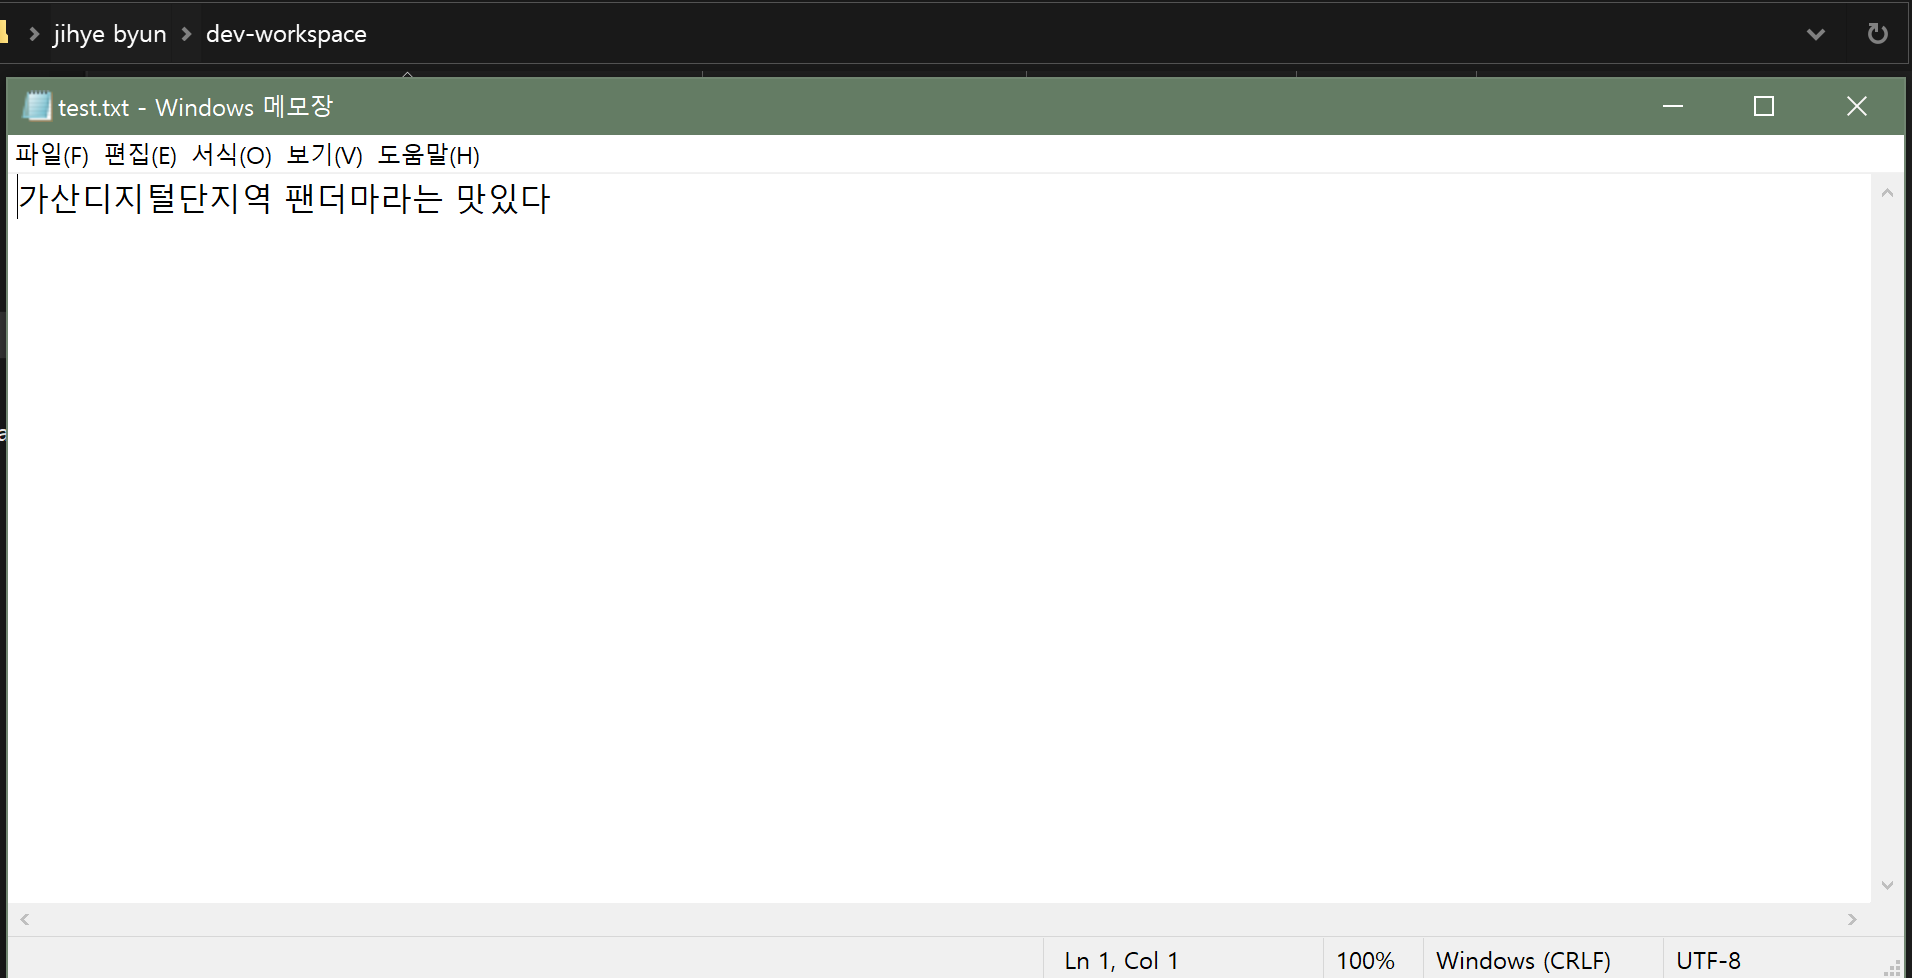 jihye byun dev-workspace
test.txt - Windows 메모장
파일(F) 편집(E) 서식(O) 보기(V) 도움말(H)
가산디지털단지역 팬더마라는 맛있다
Ln 1, Col 1 100% Windows (CRLF) UTF-8